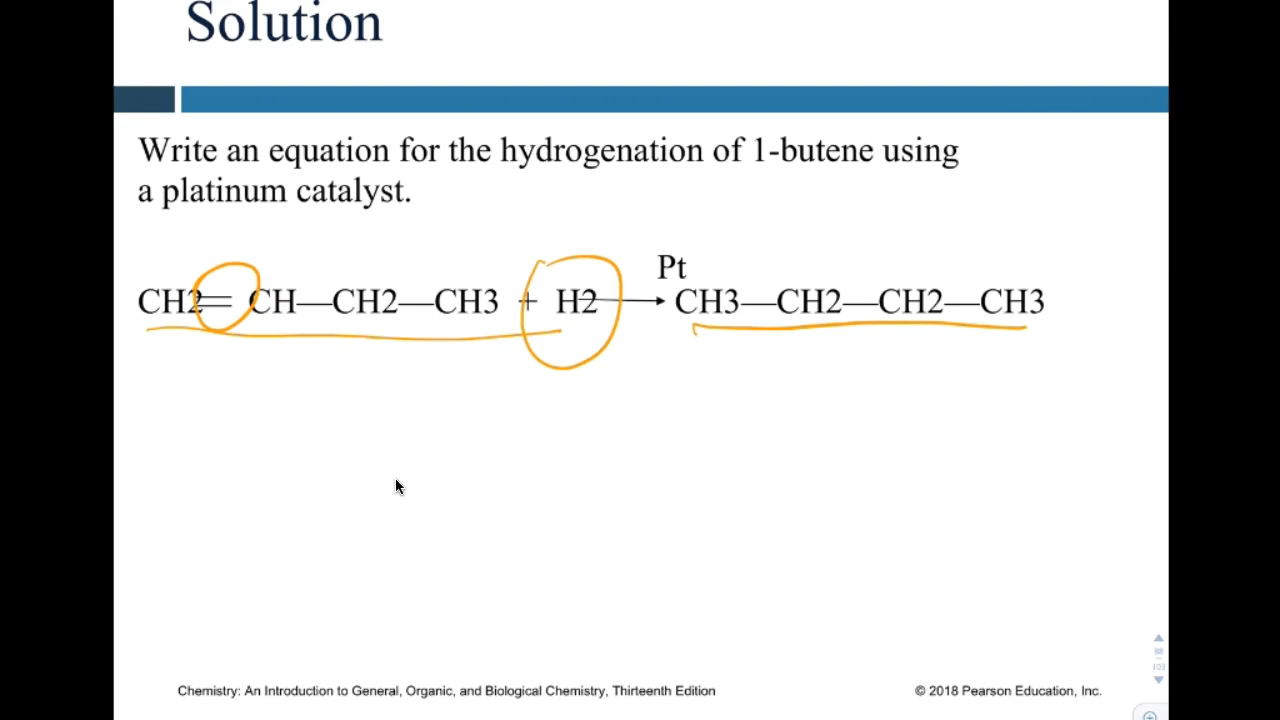 Solution
Write an equation for the hydrogenation of 1-butene using
a platinum catalyst.
Pt
CH2═CH—CH2—CH3 + H2 → CH3—CH2—CH2—CH3
103
Chemistry: An Introduction to General, Organic, and Biological Chemistry, Thirteenth Edition
© 2018 Pearson Education, Inc.